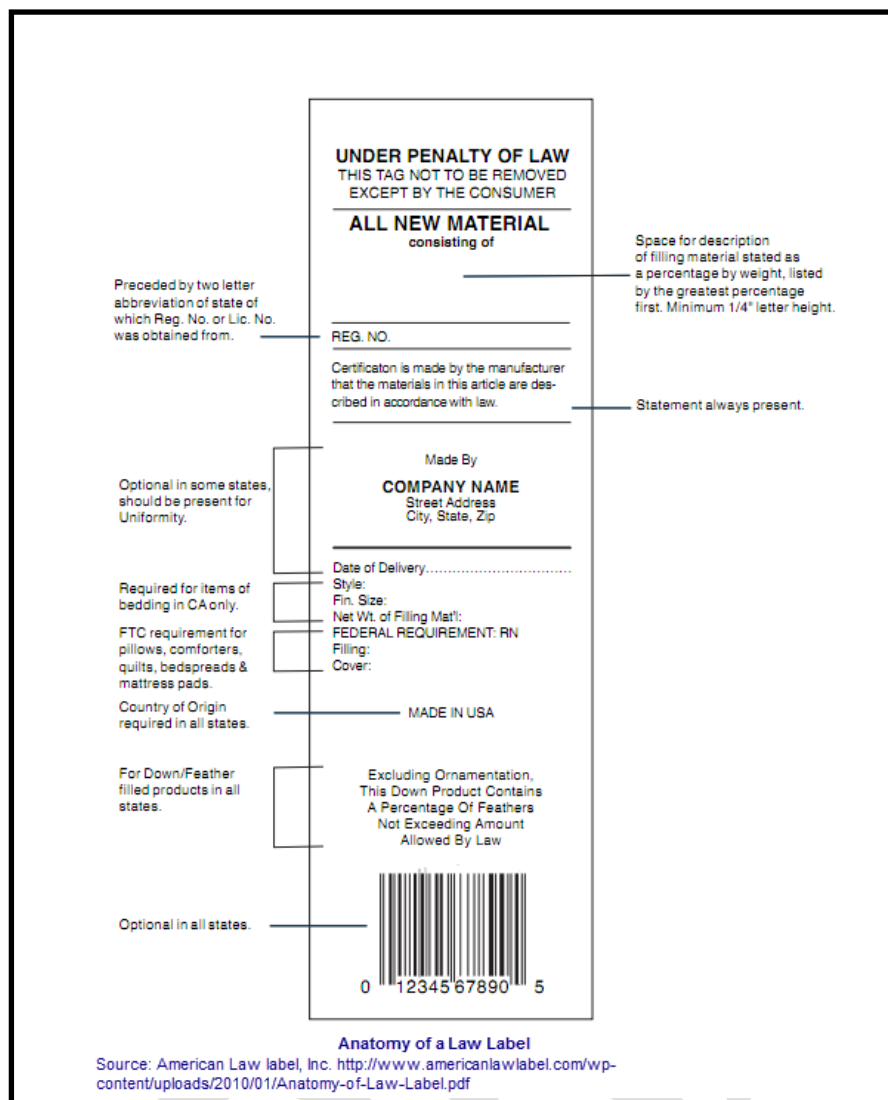 UNDER PENALTY OF LAW
THIS TAG NOT TO BE REMOVED
EXCEPT BY THE CONSUMER
ALL NEW MATERIAL
consisting of
Space for description
of filling material stated as
a percentage by weight, listed
by the greatest percentage
first. Minimum 1/4" letter height.
Preceded by two letter
abbreviation of state of
which Reg. No. or Lic. No.
was obtained from.
REG. NO.
Certificaton is made by the manufacturer
that the materials in this article are des-
cribed in accordance with law.
Statement always present.
Optional in some states,
should be present for
Uniformity.
Made By
COMPANY NAME
Street Address
City, State, Zip
Date of Delivery................................
Required for items of
bedding in CA only.
Style:
Fin. Size:
Net Wt. of Filling Mat'l:
FTC requirement for
pillows, comforters,
quilts, bedspreads &
mattress pads.
FEDERAL REQUIREMENT: RN
Filling:
Cover:
Country of Origin
required in all states.
MADE IN USA
For Down/Feather
filled products in all
states.
Excluding Ornamentation,
This Down Product Contains
A Percentage Of Feathers
Not Exceeding Amount
Allowed By Law
Optional in all states.
0 12345 67890 5
Anatomy of a Law Label
Source: American Law label, Inc. http://www.americanlawlabel.com/wp-
content/uploads/2010/01/Anatomy-of-Law-Label.pdf